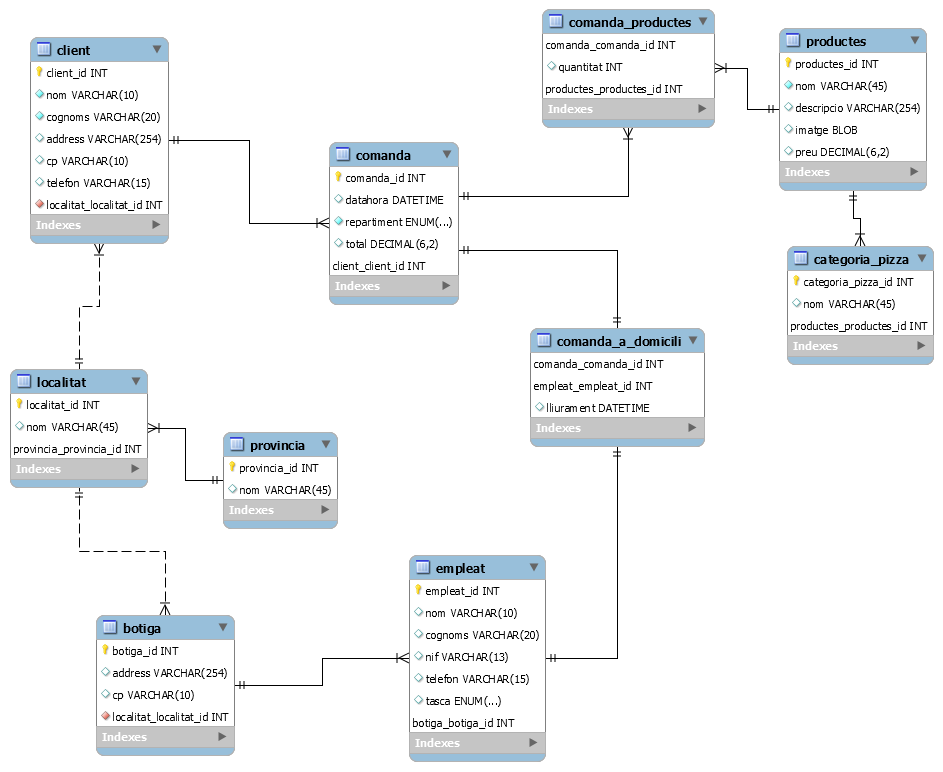 client
client_id INT
nom VARCHAR(10)
cognoms VARCHAR(20)
address VARCHAR(254)
cp VARCHAR(10)
telefon VARCHAR(15)
localitat_localitat_id INT
Indexes
comanda
comanda_id INT
datahora DATETIME
repartiment ENUM(...)
total DECIMAL(6,2)
client_client_id INT
Indexes
comanda_productes
comanda_comanda_id INT
quantitat INT
productes_productes_id INT
Indexes
productes
productes_id INT
nom VARCHAR(45)
descripcio VARCHAR(254)
imatge BLOB
preu DECIMAL(6,2)
Indexes
categoria_pizza
categoria_pizza_id INT
nom VARCHAR(45)
productes_productes_id INT
Indexes
comanda_a_domicili
comanda_comanda_id INT
empleat_empleat_id INT
lliurament DATETIME
Indexes
localitat
localitat_id INT
nom VARCHAR(45)
provincia_provincia_id INT
Indexes
provincia
provincia_id INT
nom VARCHAR(45)
Indexes
empleat
empleat_id INT
nom VARCHAR(10)
cognoms VARCHAR(20)
nif VARCHAR(13)
telefon VARCHAR(15)
tasca ENUM(...)
botiga_botiga_id INT
Indexes
botiga
botiga_id INT
address VARCHAR(254)
cp VARCHAR(10)
localitat_localitat_id INT
Indexes